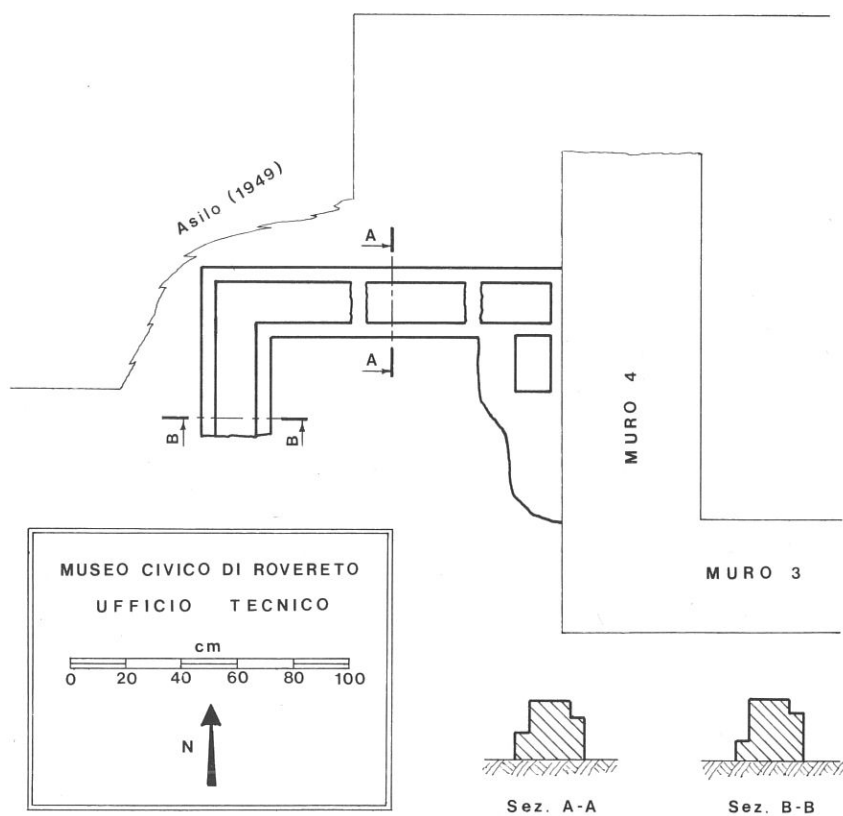 Asilo (1949)
A
A
B
B
MURO 4
MURO 3
MUSEO CIVICO DI ROVERETO
UFFICIO TECNICO
cm
0 20 40 60 80 100
N
Sez. A-A
Sez. B-B